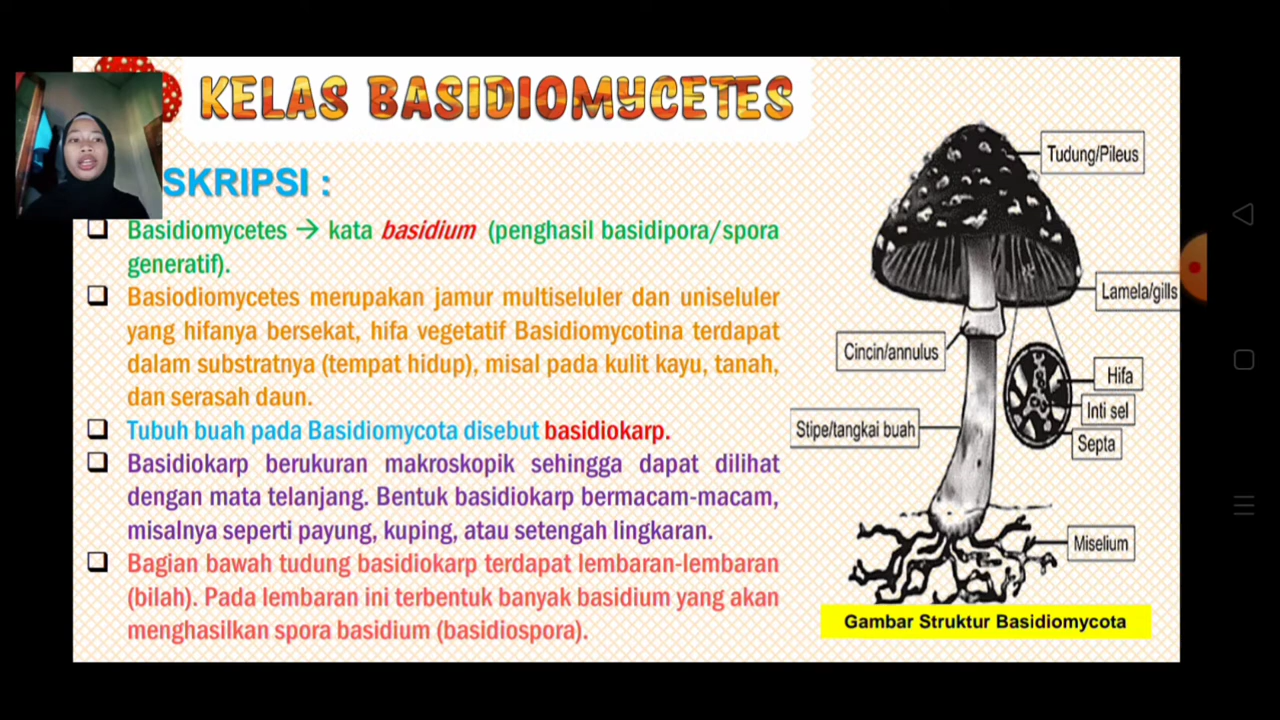 KELAS BASIDIOMYCETES
SKRIPSI :
Basidiomycetes → kata basidium (penghasil basidipora/spora
generatif).
Basiodiomycetes merupakan jamur multiseluler dan uniseluler
yang hifanya bersekat, hifa vegetatif Basidiomycotina terdapat
dalam substratnya (tempat hidup), misal pada kulit kayu, tanah,
dan serasah daun.
Tubuh buah pada Basidiomycota disebut basidiokarp.
Basidiokarp berukuran makroskopik sehingga dapat dilihat
dengan mata telanjang. Bentuk basidiokarp bermacam-macam,
misalnya seperti payung, kuping, atau setengah lingkaran.
Bagian bawah tudung basidiokarp terdapat lembaran-lembaran
(bilah). Pada lembaran ini terbentuk banyak basidium yang akan
menghasilkan spora basidium (basidiospora).
Tudung/Pileus
Lamela/gills
Cincin/annulus
Hifa
Inti sel
Stipe/tangkai buah
Septa
Miselium
Gambar Struktur Basidiomycota